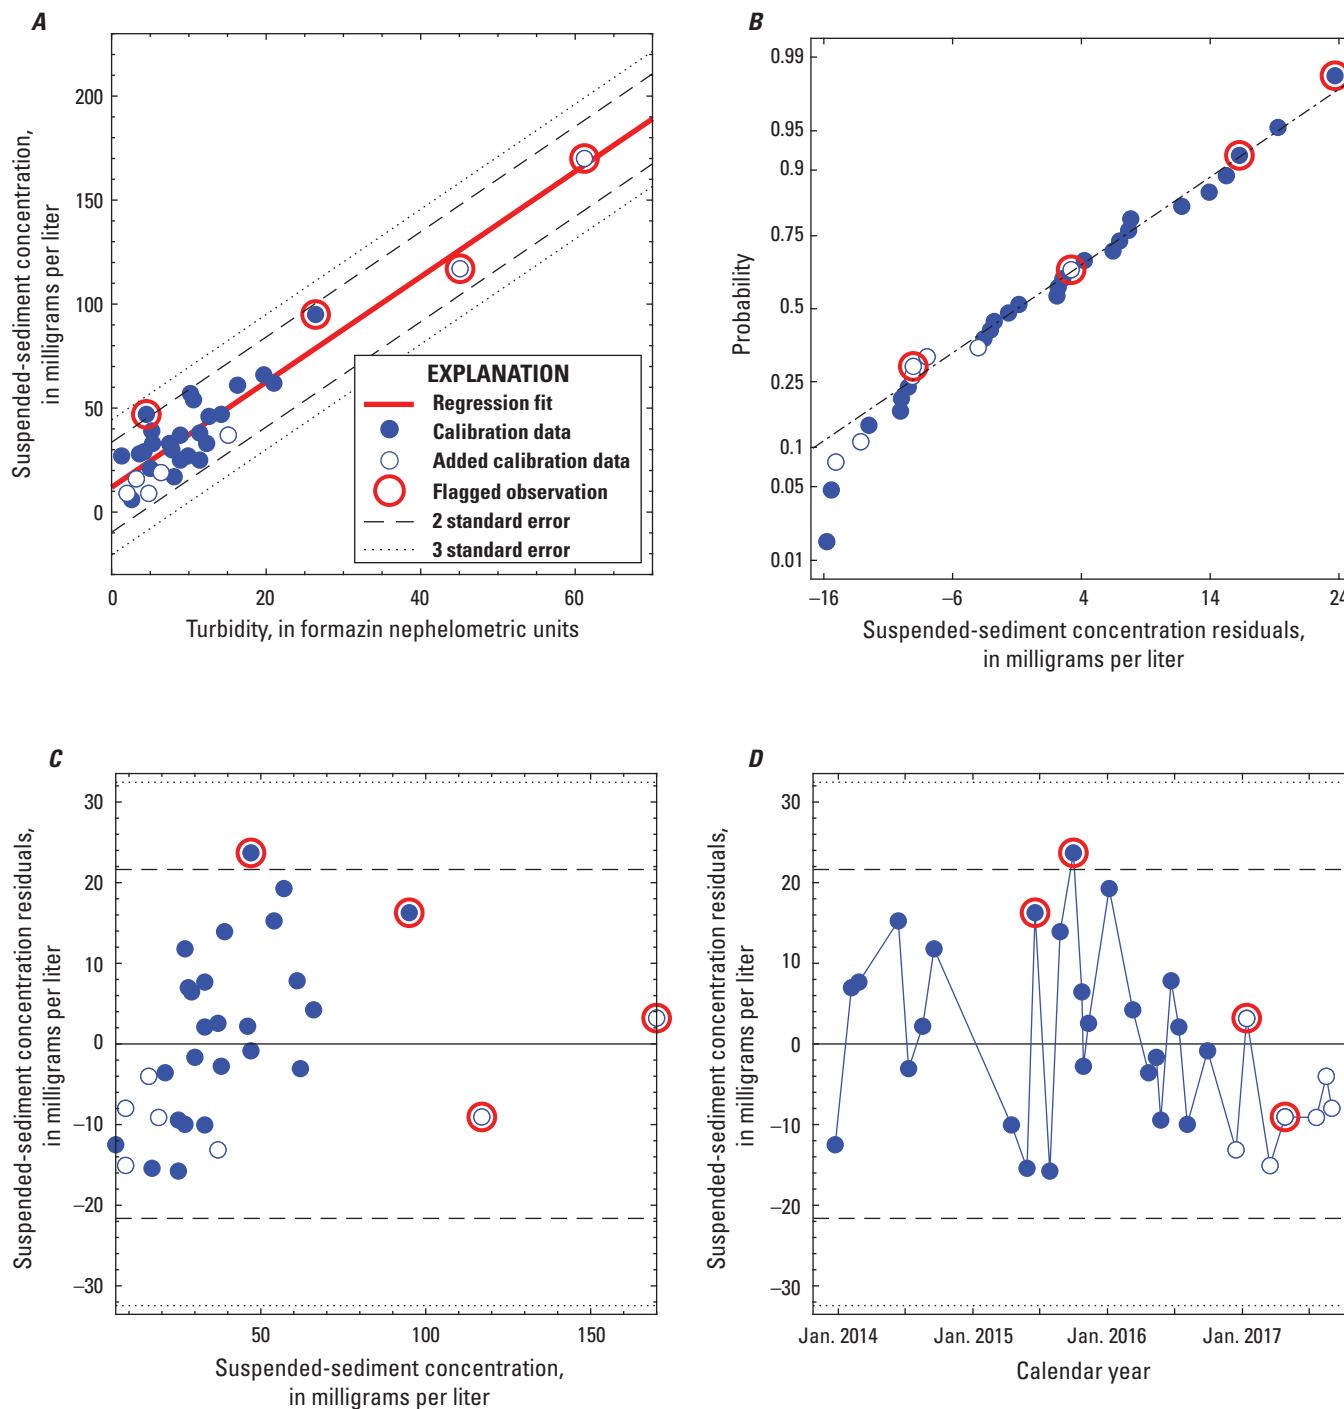 A
Suspended-sediment concentration,
in milligrams per liter
200
150
100
50
0
0
20
40
60
Turbidity, in formazin nephelometric units
EXPLANATION
Regression fit
Calibration data
Added calibration data
Flagged observation
2 standard error
3 standard error
B
Probability
0.99
0.95
0.9
0.75
0.5
0.25
0.1
0.05
0.01
–16
–6
4
14
24
Suspended-sediment concentration residuals,
in milligrams per liter
C
Suspended-sediment concentration residuals,
in milligrams per liter
30
20
10
0
–10
–20
–30
50
100
150
Suspended-sediment concentration,
in milligrams per liter
D
Suspended-sediment concentration residuals,
in milligrams per liter
30
20
10
0
–10
–20
–30
Jan. 2014
Jan. 2015
Jan. 2016
Jan. 2017
Calendar year